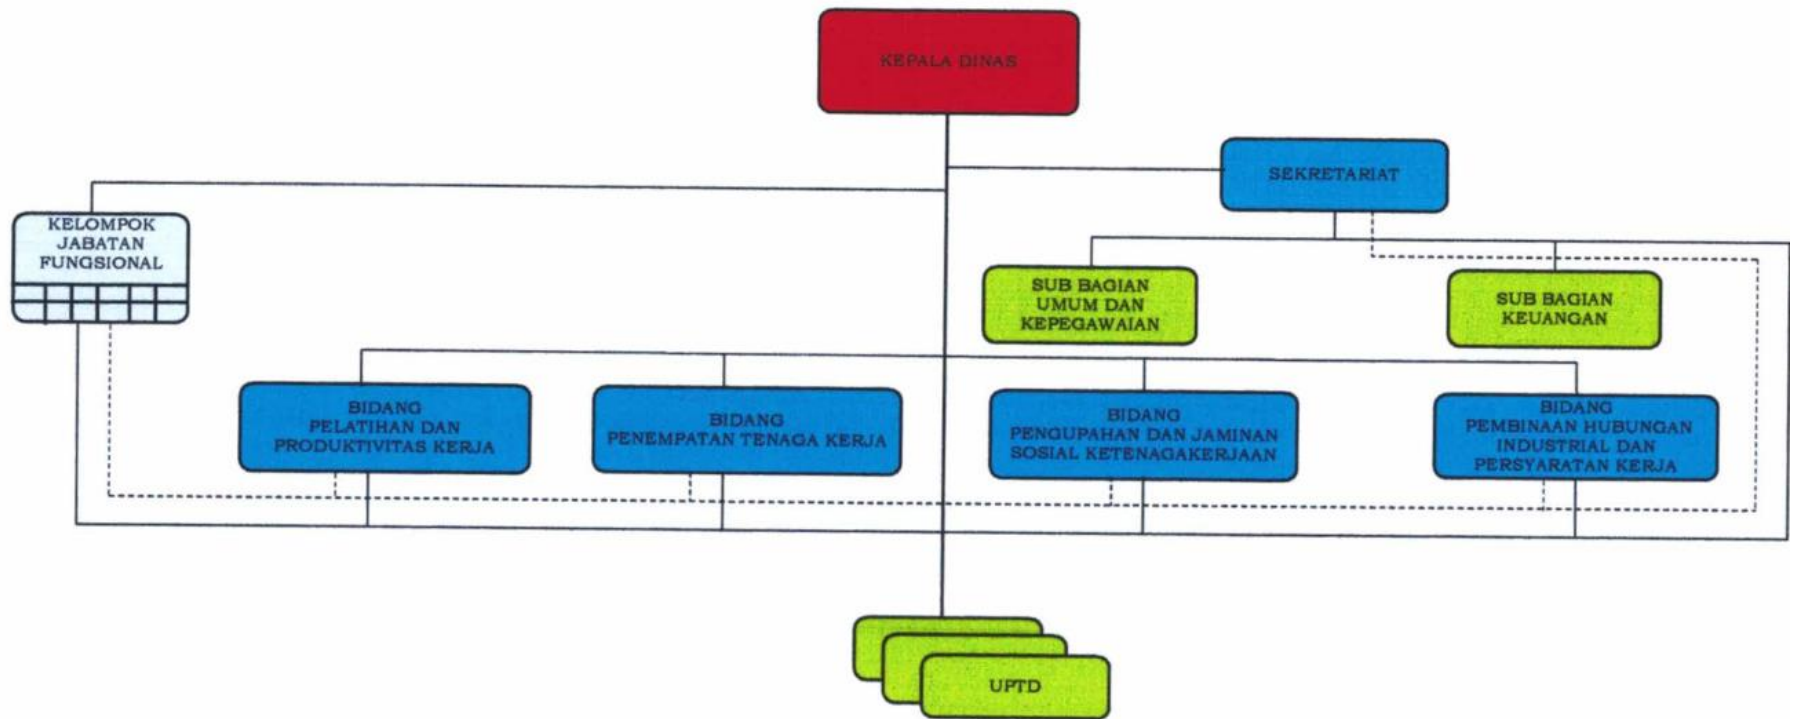 KEPALA DINAS
SEKRETARIAT
KELOMPOK
JABATAN
FUNGSIONAL
SUB BAGIAN
UMUM DAN
KEPEGAWAIAN
SUB BAGIAN
KEUANGAN
BIDANG
PELATIHAN DAN
PRODUKTIVITAS KERJA
BIDANG
PENEMPATAN TENAGA KERJA
BIDANG
PENGUPAHAN DAN JAMINAN
SOSIAL KETENAGAKERJAAN
BIDANG
PEMBINAAN HUBUNGAN
INDUSTRIAL DAN
PERSYARATAN KERJA
UPTD